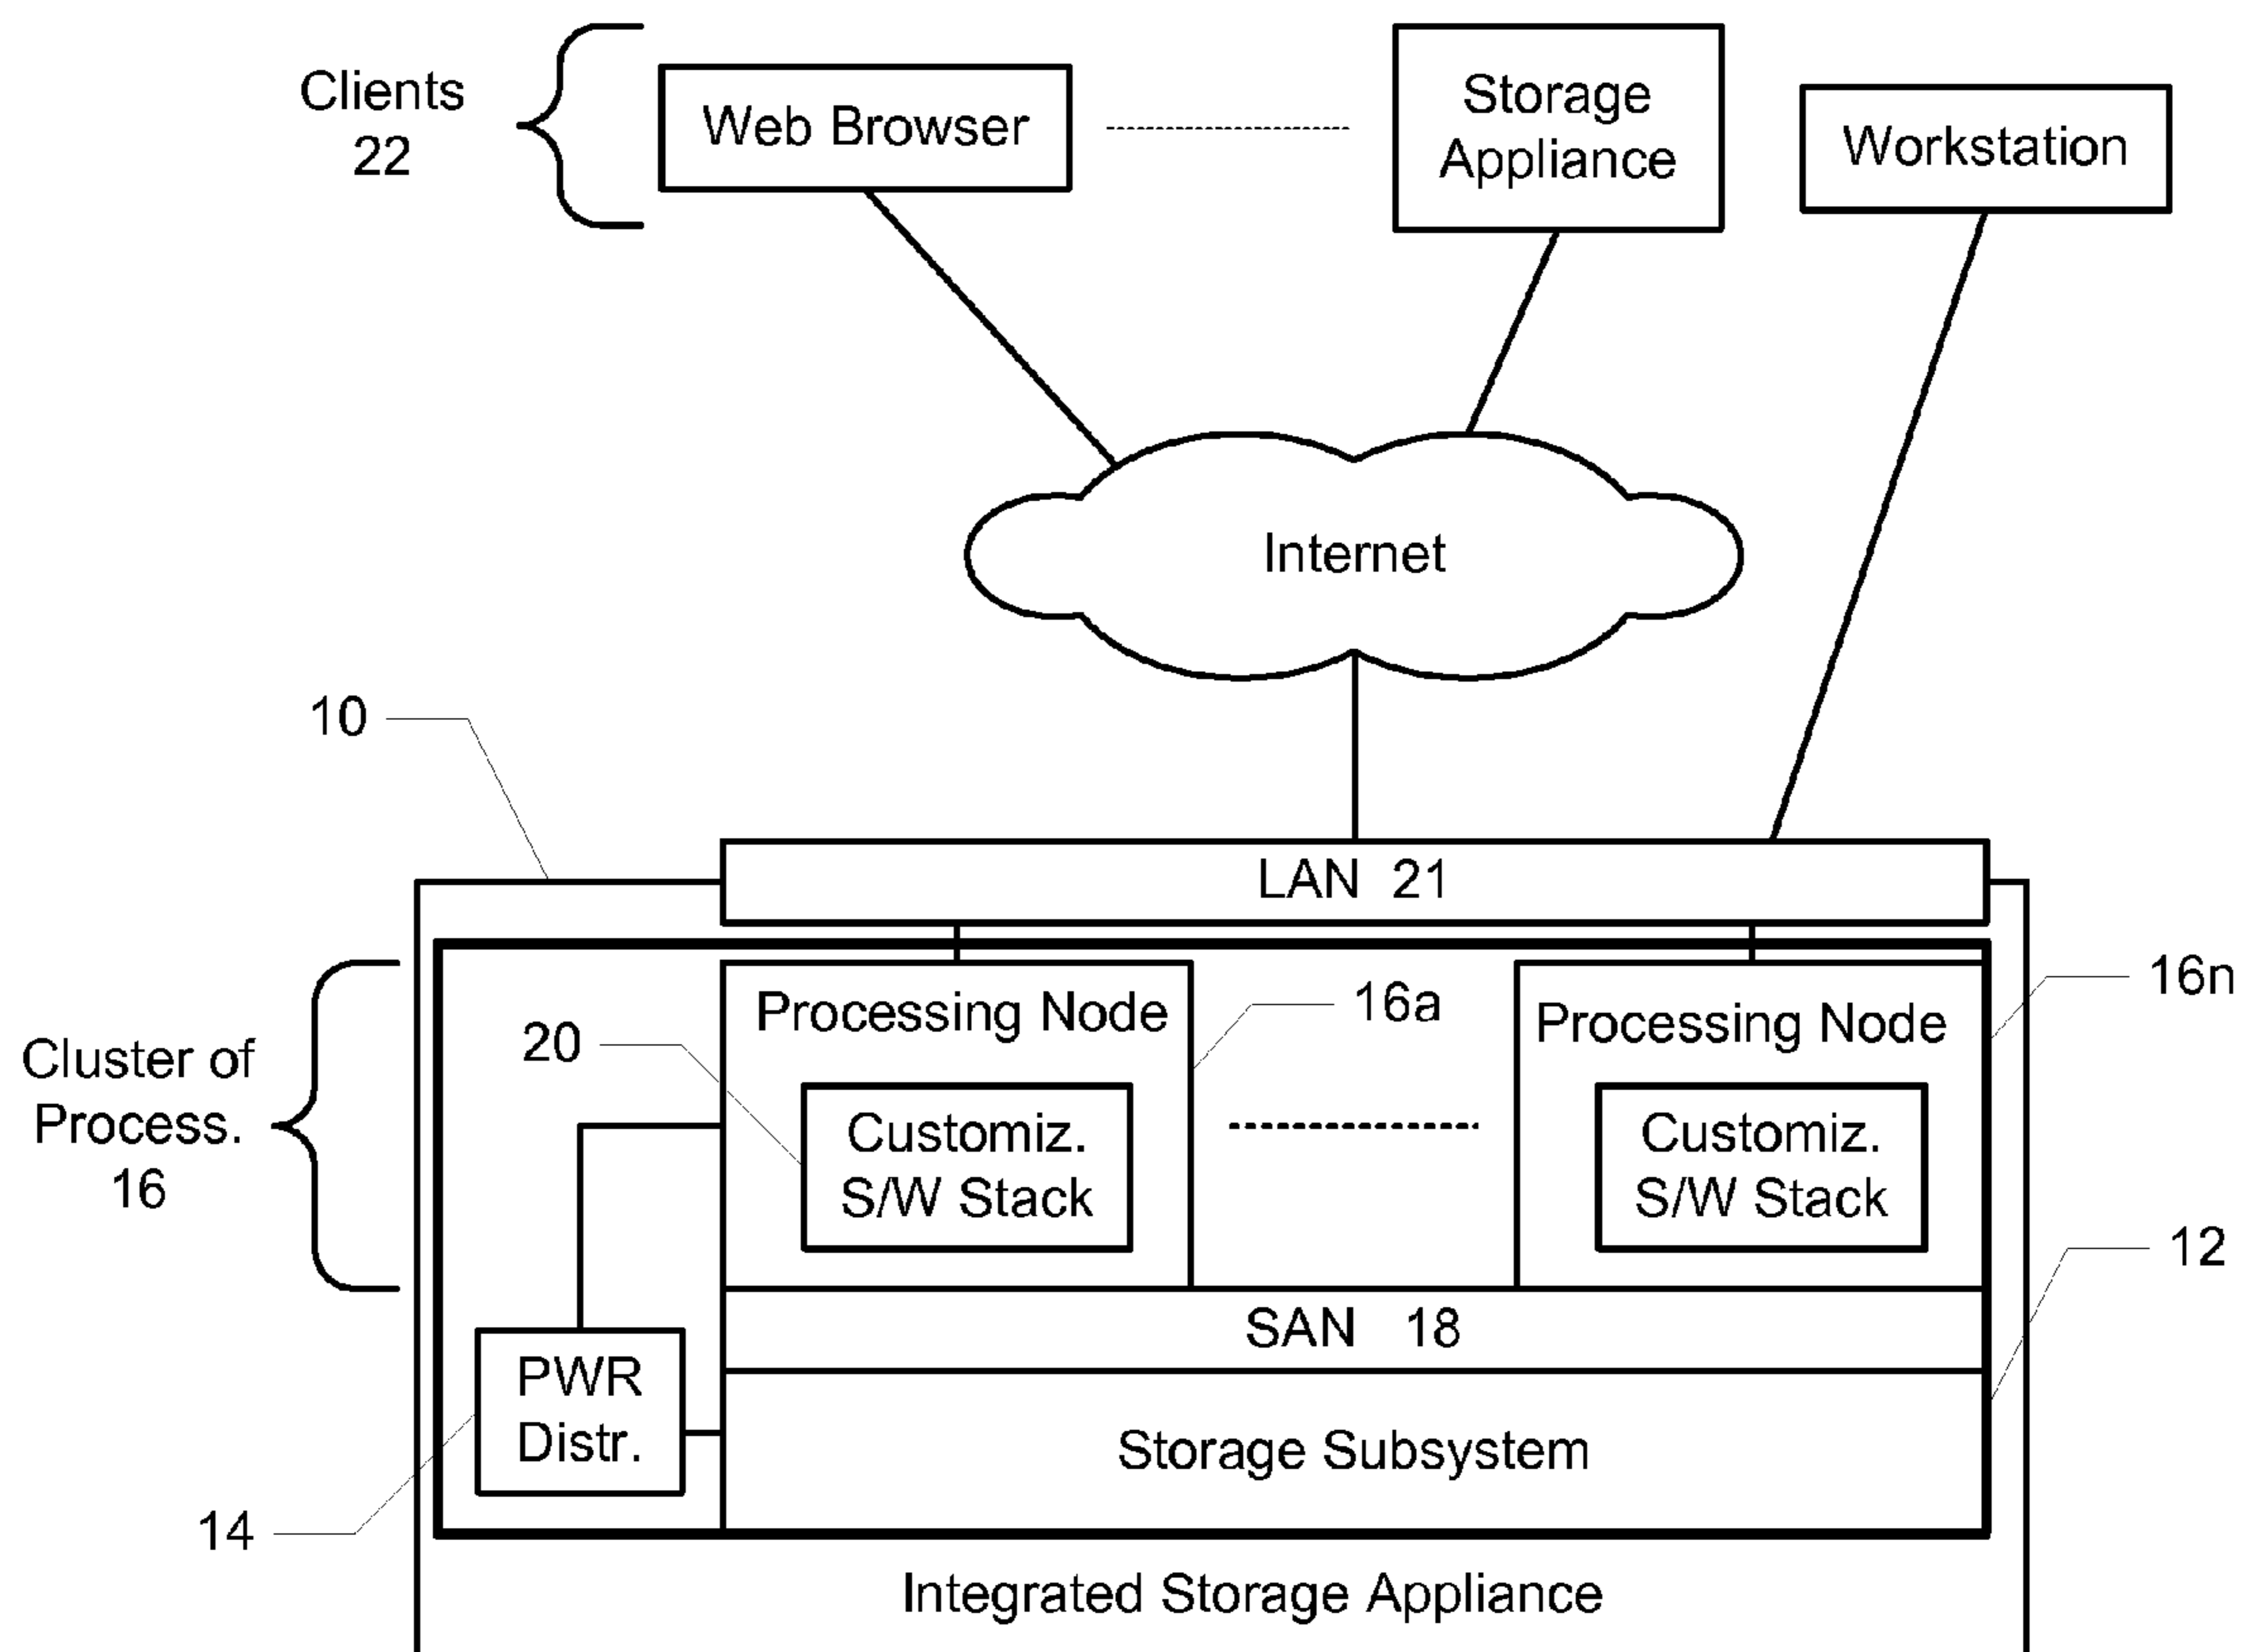 Clients
22
Web Browser
Storage
Appliance
Workstation
Internet
10
LAN 21
16n
16a
Processing Node
Processing Node
20
Cluster of
Process.
16
Customiz.
S/W Stack
Customiz.
S/W Stack
12
SAN 18
PWR
Distr.
Storage Subsystem
14
Integrated Storage Appliance